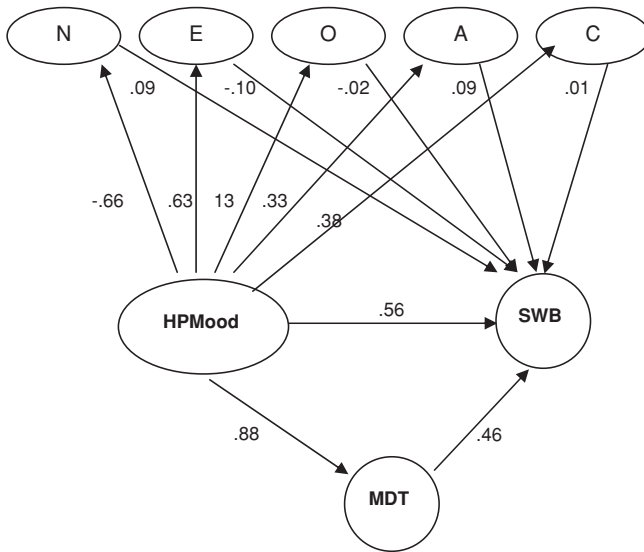 N E O A C
.09 -.10 -.02 .09 .01
-.66 .63 13 .33 .38
HPMood .56 SWB
.88 .46
MDT